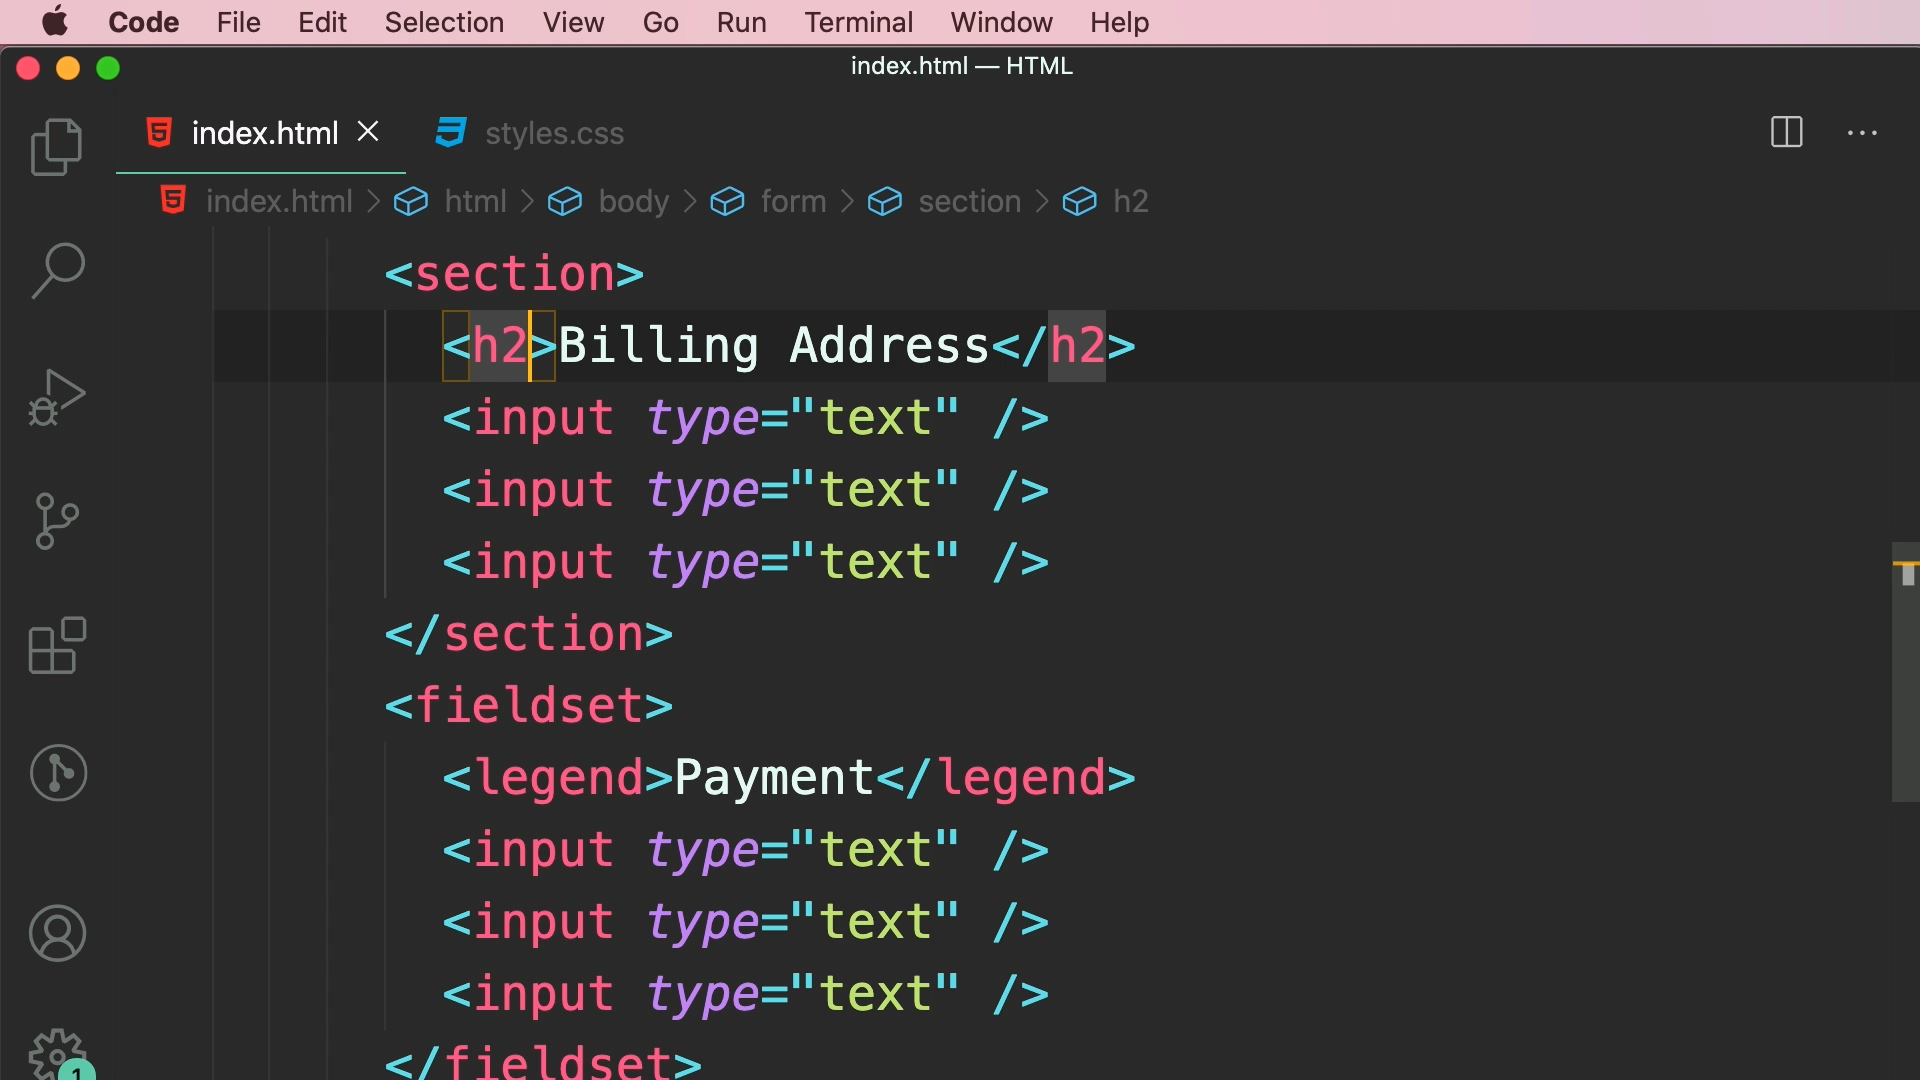 Code File Edit Selection View Go Run Terminal Window Help
index.html — HTML
index.html styles.css
index.html > html > body > form > section > h2
<section>
<h2>Billing Address</h2>
<input type="text" />
<input type="text" />
<input type="text" />
</section>
<fieldset>
<legend>Payment</legend>
<input type="text" />
<input type="text" />
<input type="text" />
</fieldset>
1